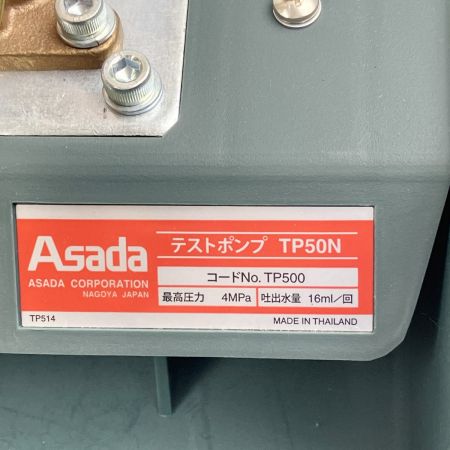 Asada
ASADA CORPORATION
NAGOYA JAPAN
テストポンプ TP50N
コードNo. TP500
最高圧力 4MPa 吐出水量 16ml/回
TP514
MADE IN THAILAND